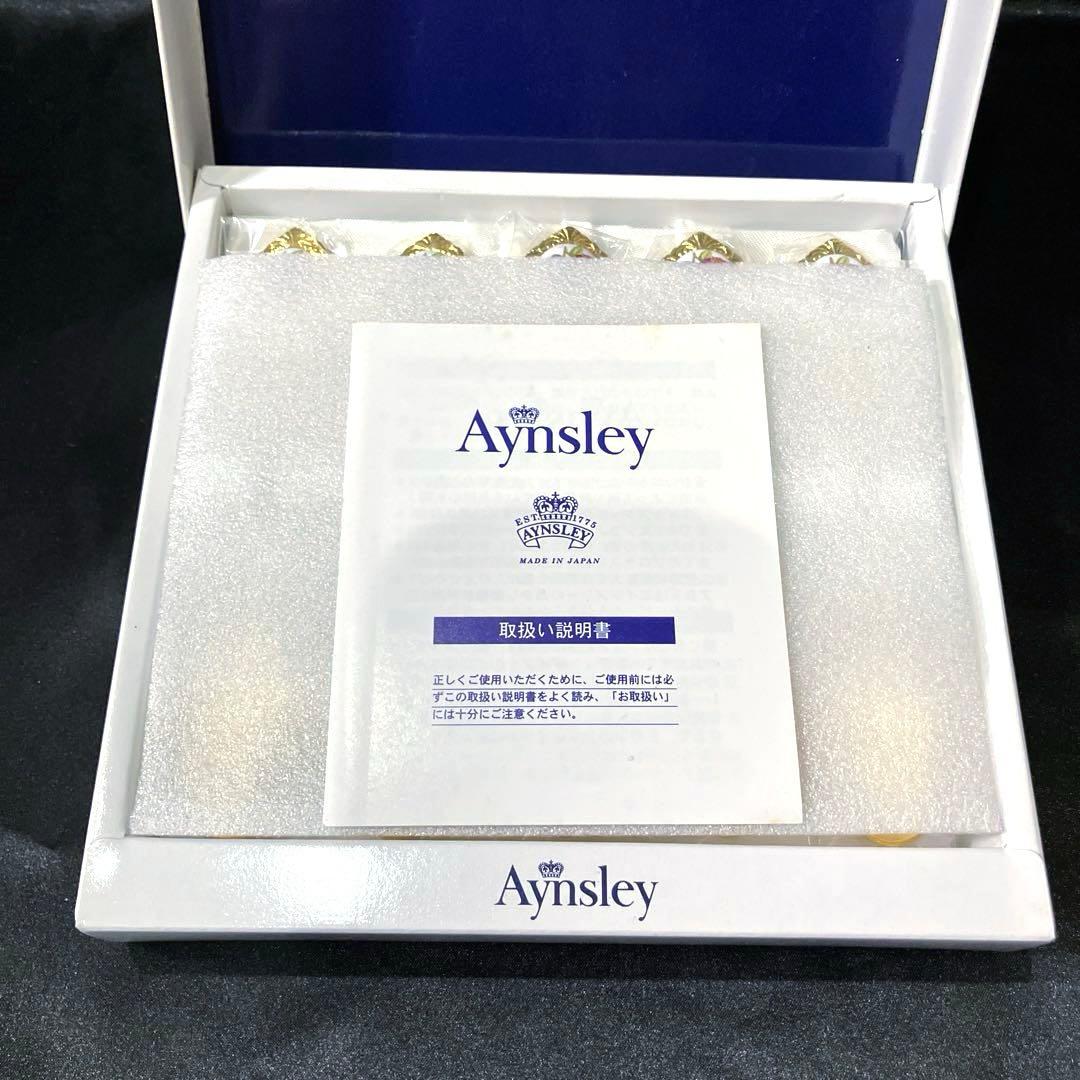 Aynsley
EST. 1775
AYNSLEY
MADE IN JAPAN
取扱い説明書
正しくご使用いただくために、ご使用前には必
ずこの取扱い説明書をよく読み、「お取扱い」
には十分にご注意ください。
Aynsley